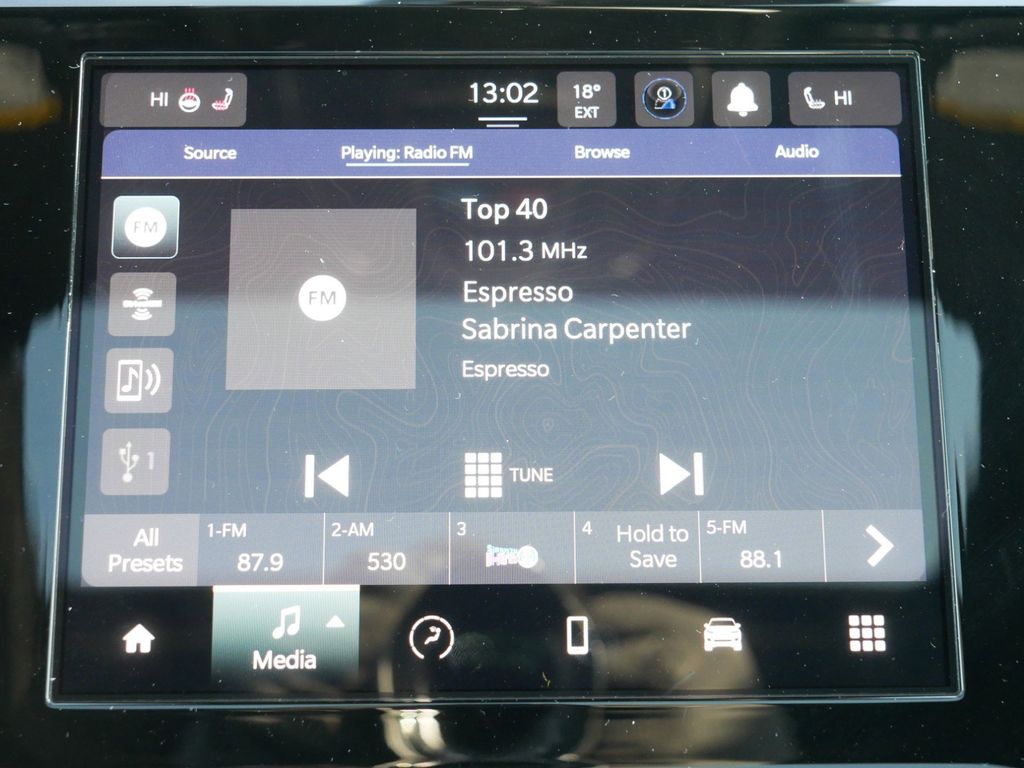 HI
13:02
18°
EXT
1
HI
Source
Playing: Radio FM
Browse
Audio
FM
Top 40
101.3 MHz
FM
Espresso
Sabrina Carpenter
Espresso
1
TUNE
All
Presets
1-FM
87.9
2-AM
530
3
4
Hold to
Save
5-FM
88.1
Media